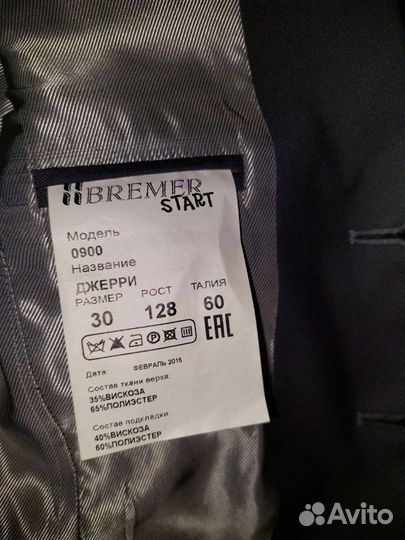 BREMER
START
Модель
0900
Название
ДЖЕРРИ
РАЗМЕР РОСТ ТАЛИЯ
30 128 60
EAC
Дата: ФЕВРАЛЬ 2015
Состав ткани верха:
35%ВИСКОЗА
65%ПОЛИЭСТЕР
Состав подкладки:
40%ВИСКОЗА
60%ПОЛИЭСТЕР
Avito